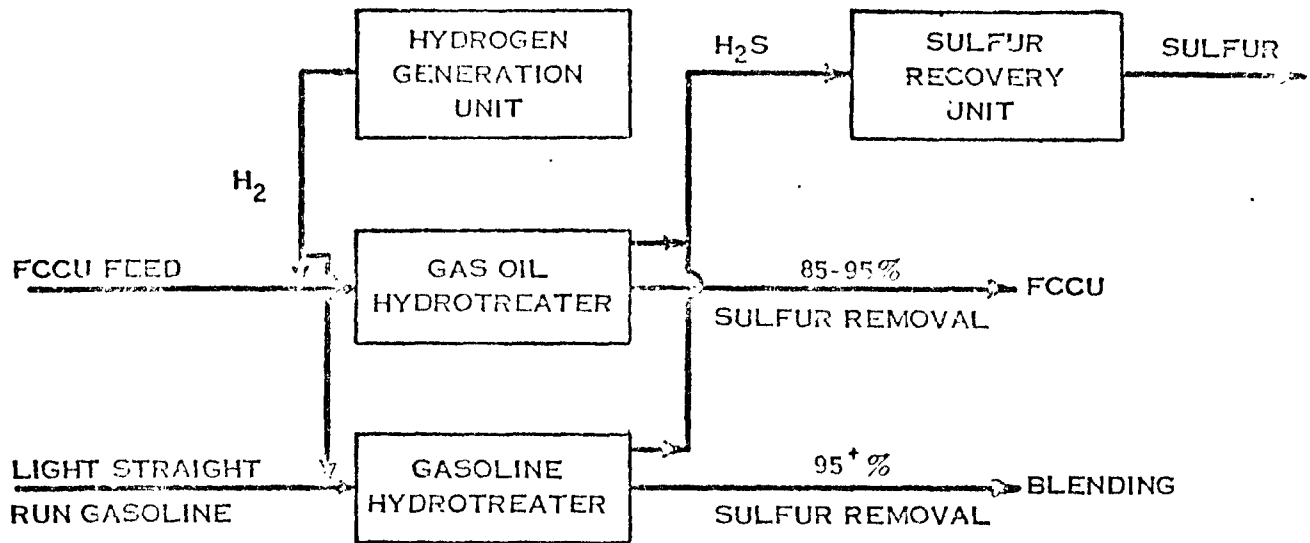 HYDROGEN
GENERATION
UNIT
H2S
SULFUR
RECOVERY
UNIT
SULFUR
H2
FCCU FEED
GAS OIL
HYDROTREATER
85-95%
SULFUR REMOVAL
FCCU
LIGHT STRAIGHT
RUN GASOLINE
GASOLINE
HYDROTREATER
95+%
SULFUR REMOVAL
BLENDING